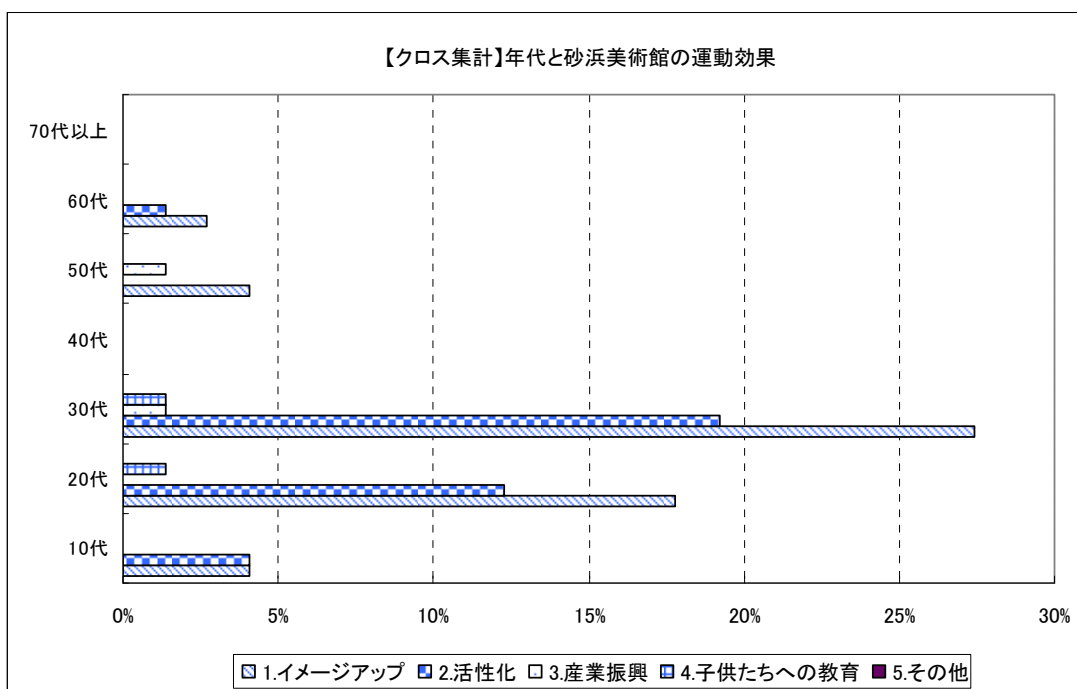 【クロス集計】年代と砂浜美術館の運動効果
70代以上
60代
50代
40代
30代
20代
10代
0% 5% 10% 15% 20% 25% 30%
1.イメージアップ 2.活性化 3.産業振興 4.子供たちへの教育 5.その他